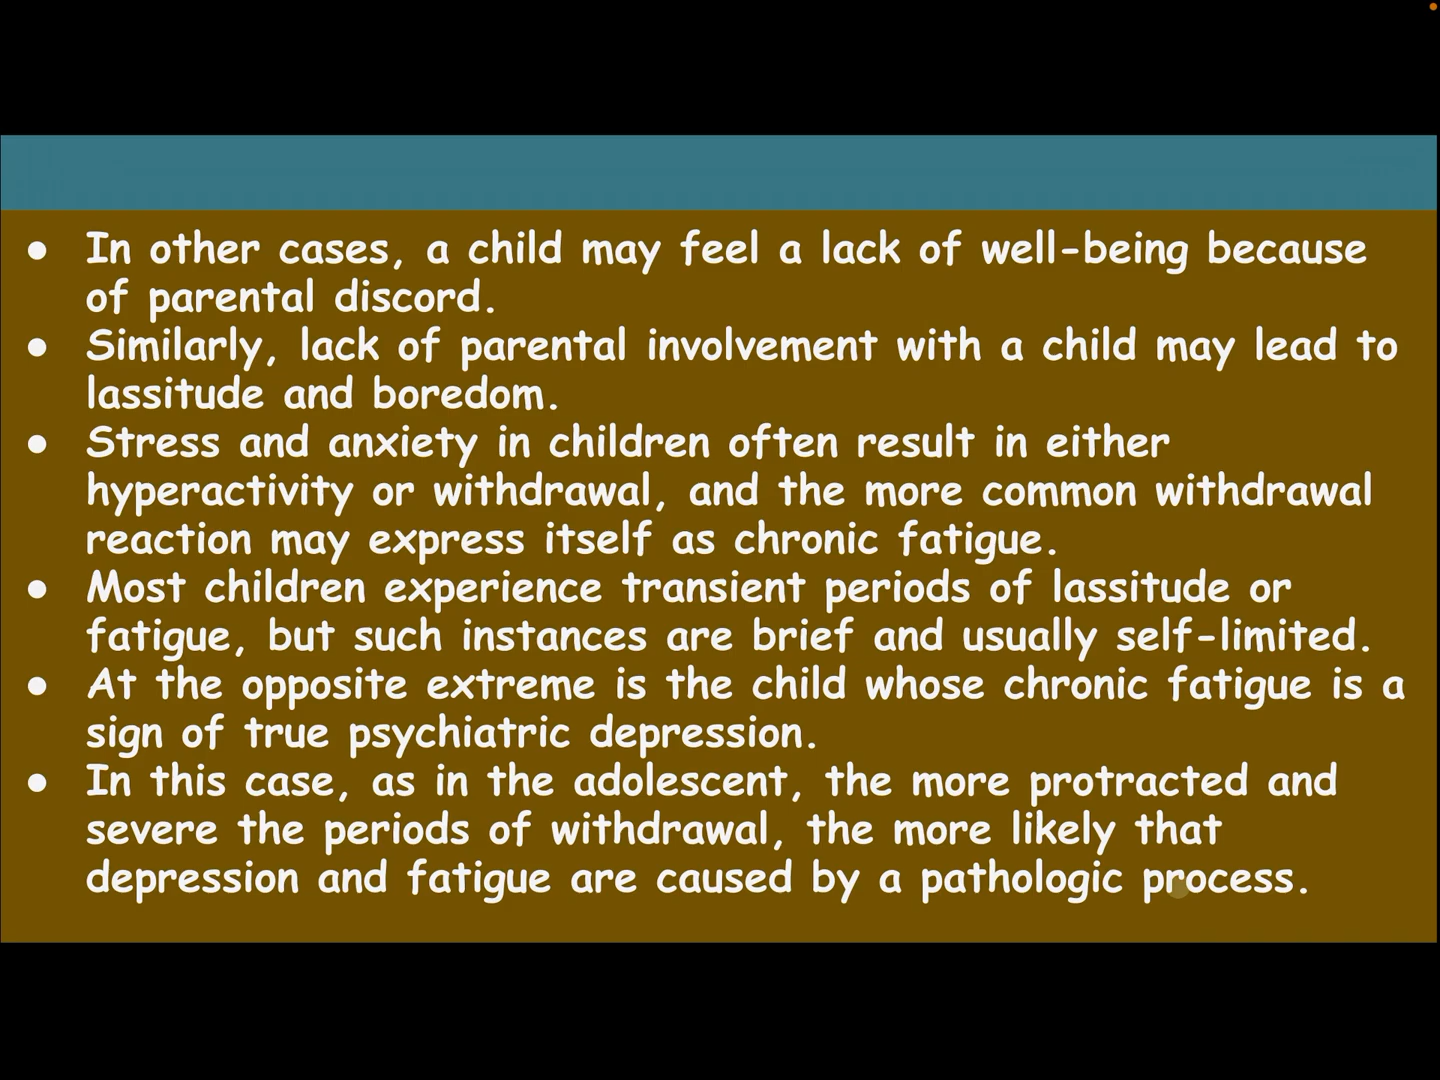 ● In other cases, a child may feel a lack of well-being because
of parental discord.
● Similarly, lack of parental involvement with a child may lead to
lassitude and boredom.
● Stress and anxiety in children often result in either
hyperactivity or withdrawal, and the more common withdrawal
reaction may express itself as chronic fatigue.
● Most children experience transient periods of lassitude or
fatigue, but such instances are brief and usually self-limited.
● At the opposite extreme is the child whose chronic fatigue is a
sign of true psychiatric depression.
● In this case, as in the adolescent, the more protracted and
severe the periods of withdrawal, the more likely that
depression and fatigue are caused by a pathologic process.